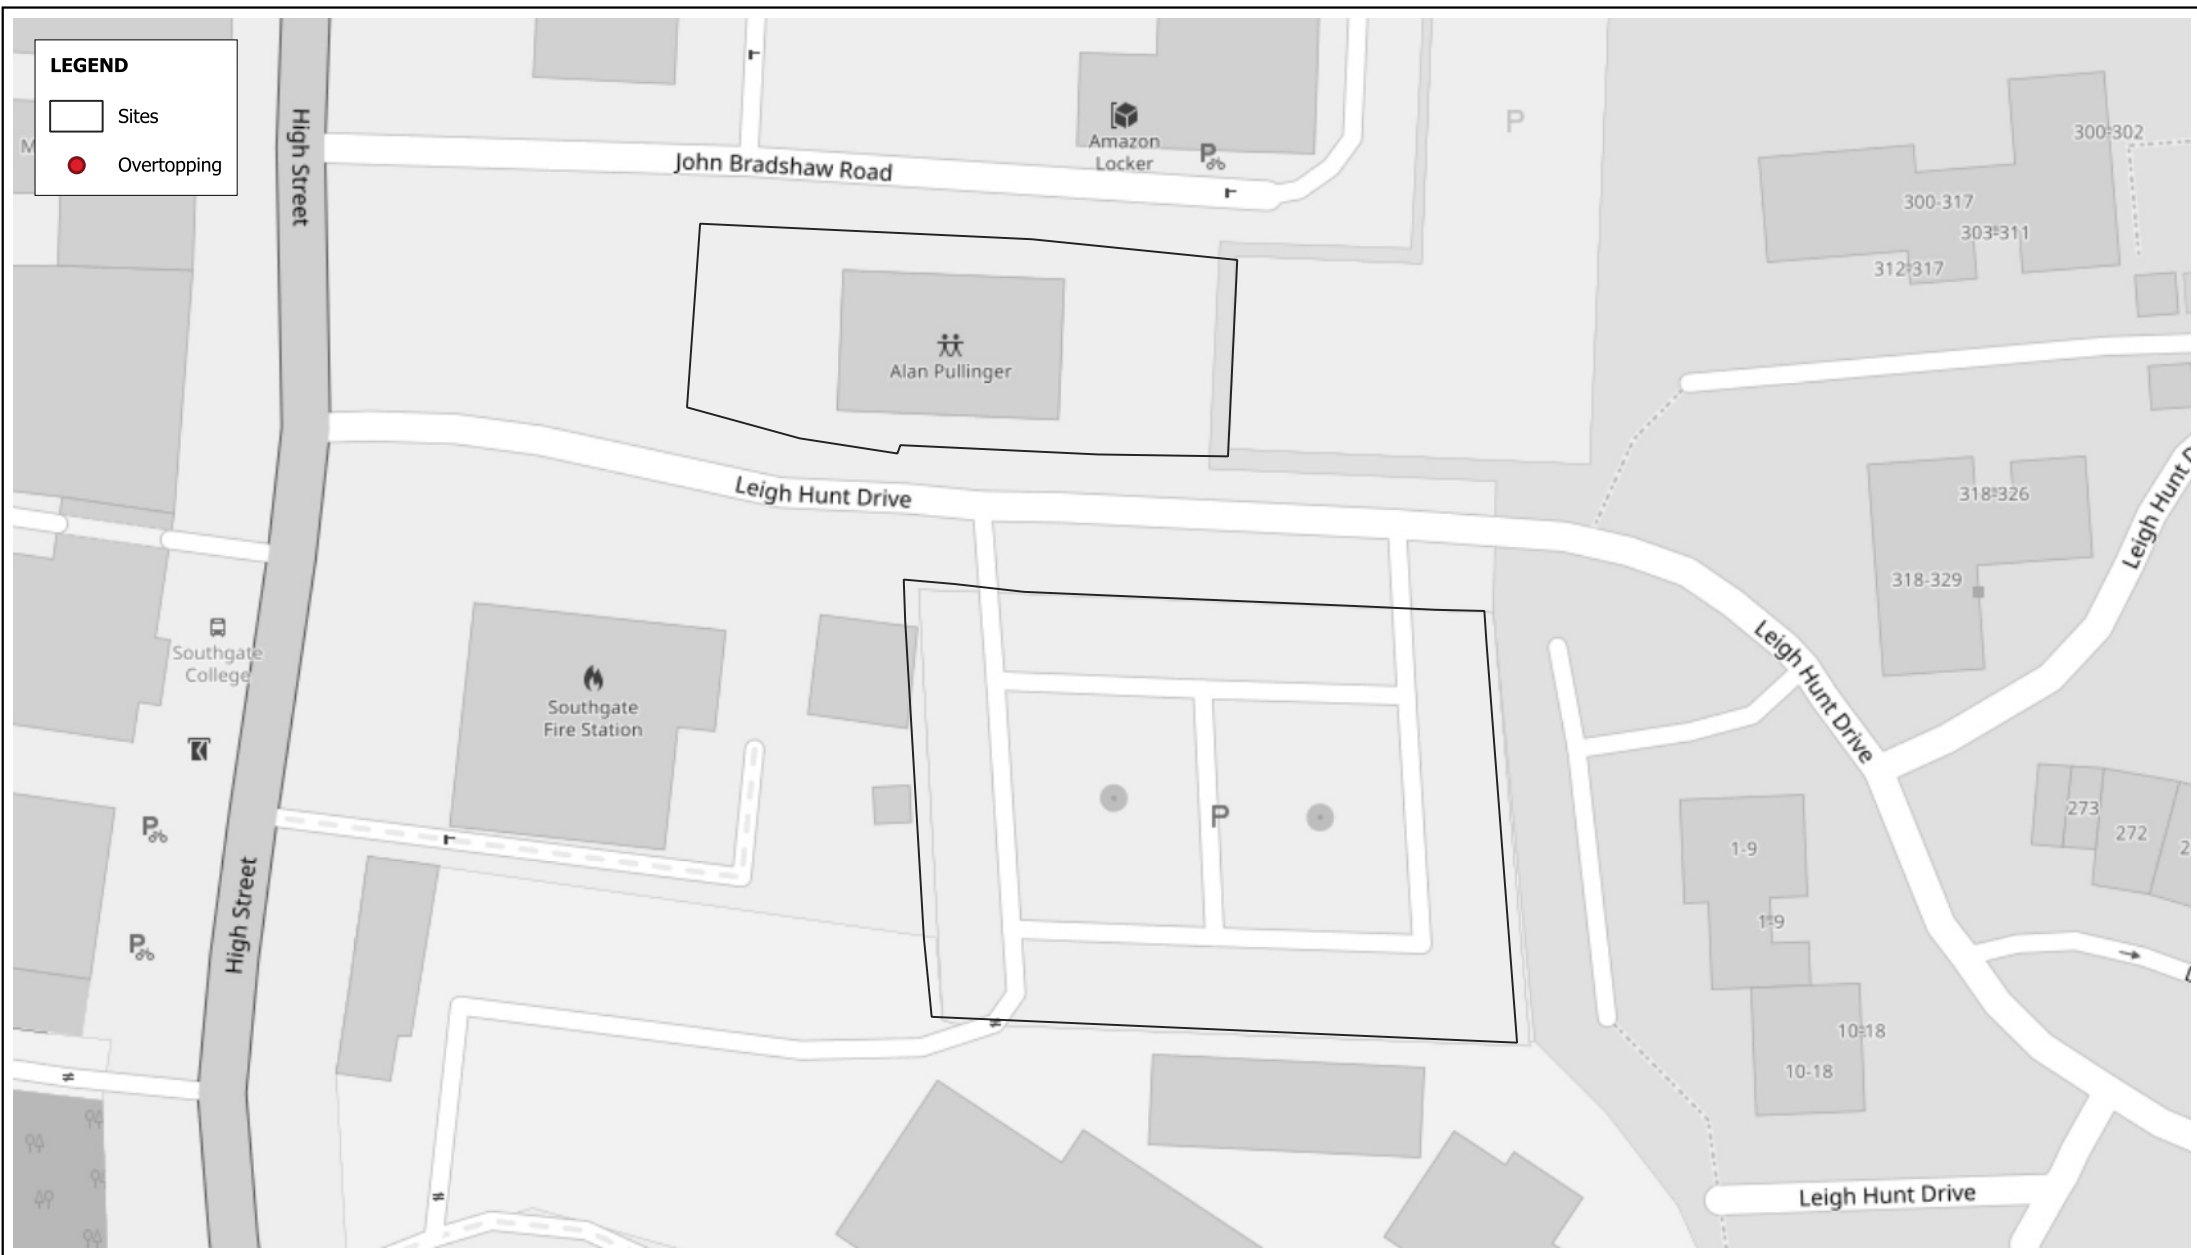 LEGEND
Sites
Overtopping
High Street
John Bradshaw Road
Amazon
Locker
P
P
300-302
300-317
303-311
312-317
Alan Pullinger
Leigh Hunt Drive
318-326
318-329
Leigh Hunt
Southgate
College
Southgate
Fire Station
Leigh Hunt Drive
P
273
272
1-9
1-9
P
P
High Street
10-18
10-18
Leigh Hunt Drive